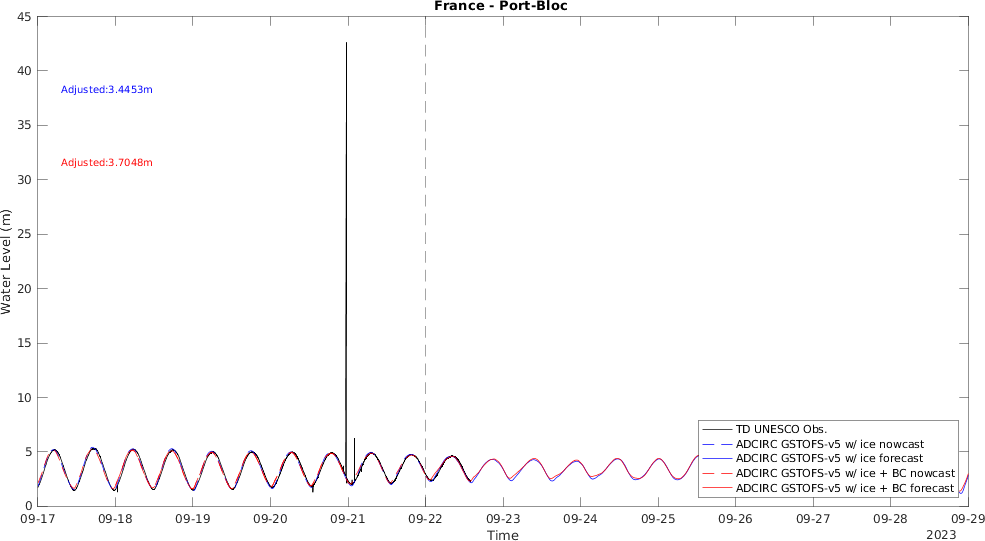 France - Port-Bloc
45
40
35
30
25
20
15
10
5
0
Water Level (m)
Adjusted:3.4453m
Adjusted:3.7048m
TD UNESCO Obs.
ADCIRC GSTOFS-v5 w/ ice nowcast
ADCIRC GSTOFS-v5 w/ ice forecast
ADCIRC GSTOFS-v5 w/ ice + BC nowcast
ADCIRC GSTOFS-v5 w/ ice + BC forecast
09-17 09-18 09-19 09-20 09-21 09-22 09-23 09-24 09-25 09-26 09-27 09-28 09-29
Time
2023